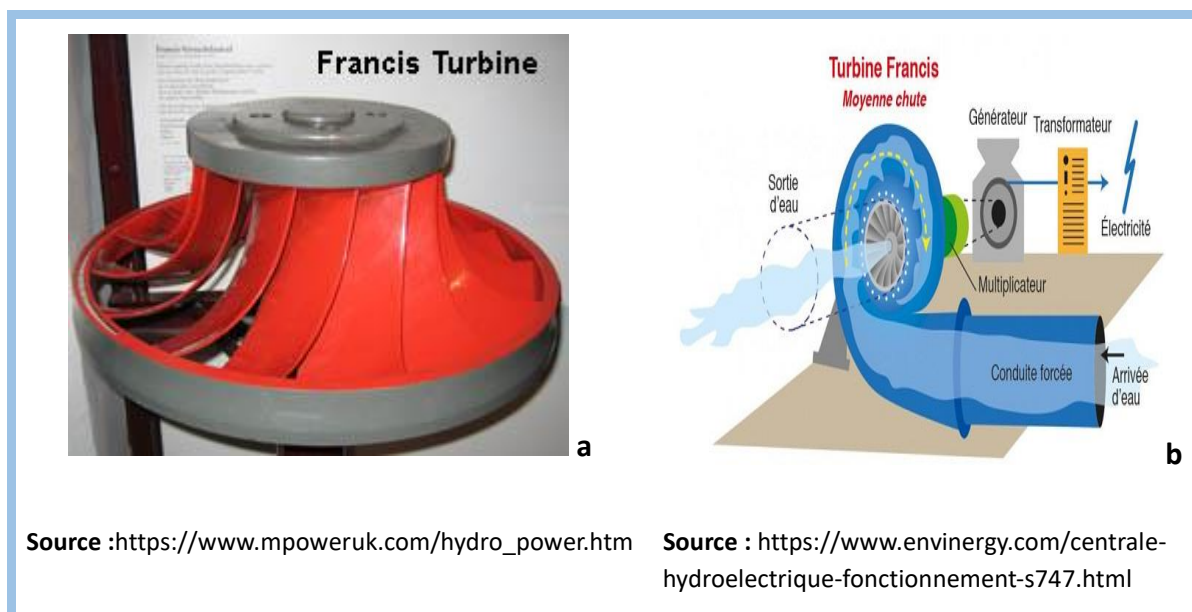 Francis Turbine
a
Turbine Francis
Moyenne chute
Générateur
Transformateur
Sortie
d'eau
Électricité
Multiplicateur
Conduite forcée
Arrivée
d'eau
b
Source :https://www.mpoweruk.com/hydro_power.htm
Source : https://www.envinergy.com/centrale-
hydroelectrique-fonctionnement-s747.html